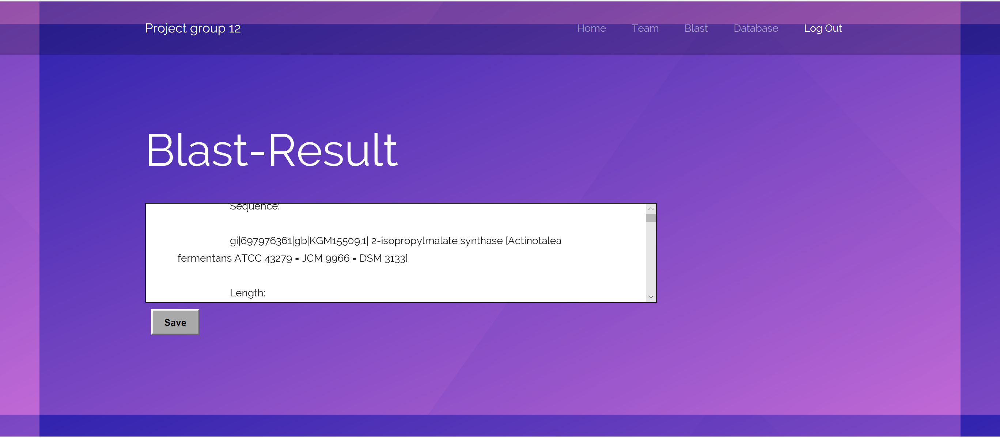 Project group 12
Home Team Blast Database Log Out
Blast-Result
Sequence:
gi|697976361|gb|KGM15509.1| 2-isopropylmalate synthase [Actinotalea
fermentans ATCC 43279 = JCM 9966 = DSM 3133]
Length:
Save